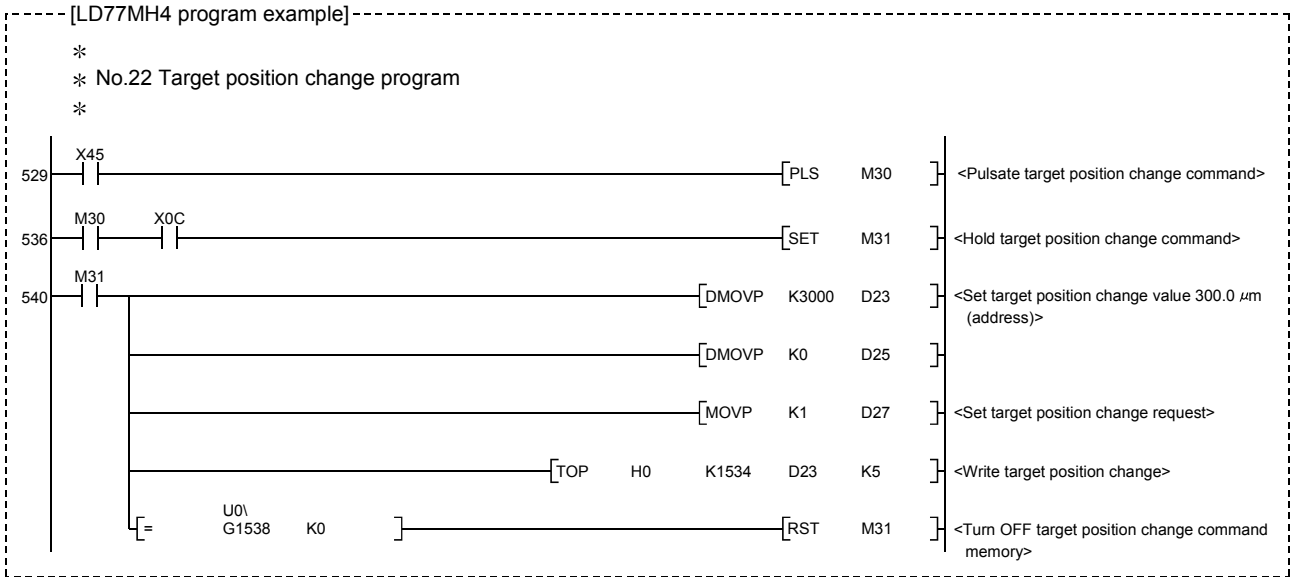 [LD77MH4 program example]
*
* No.22 Target position change program
*
X45
529 [PLS M30 ] <Pulsate target position change command>
M30 X0C
536 [SET M31 ] <Hold target position change command>
M31
540 [DMOVP K3000 D23 ] <Set target position change value 300.0 μm
(address)>
[DMOVP K0 D25 ]
[MOVP K1 D27 ] <Set target position change request>
[TOP H0 K1534 D23 K5 ] <Write target position change>
U0\
[= G1538 K0 ] [RST M31 ] <Turn OFF target position change command
memory>